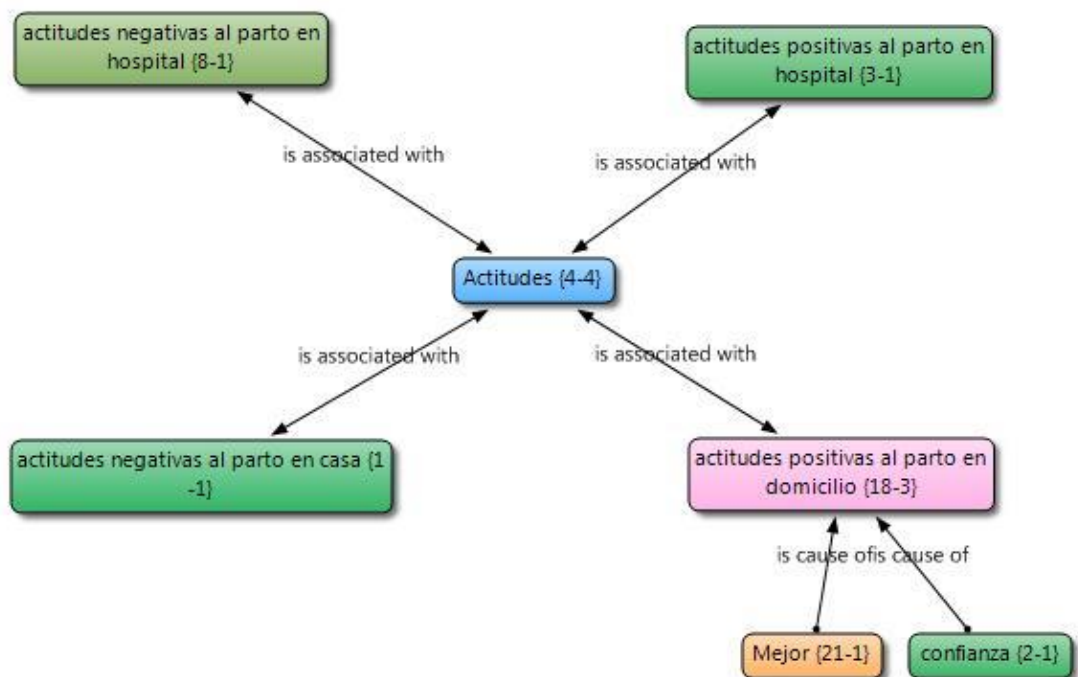 actitudes negativas al parto en
hospital {8-1}
actitudes positivas al parto en
hospital {3-1}
is associated with
is associated with
Actitudes {4-4}
is associated with
is associated with
actitudes negativas al parto en casa {1
-1}
actitudes positivas al parto en
domicilio {18-3}
is cause of
is cause of
Mejor {21-1}
confianza {2-1}